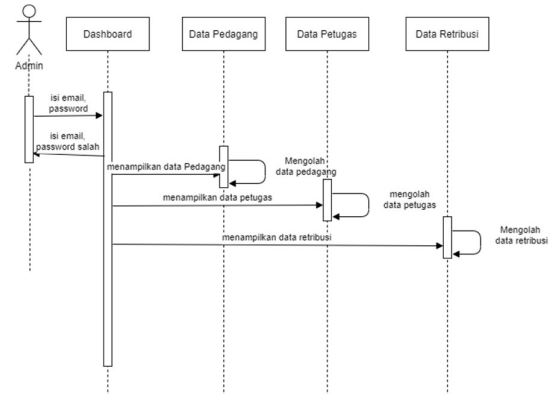 Dashboard
Data Pedagang
Data Petugas
Data Retribusi
Admin
isi email,
password
isi email,
password salah
menampilkan data Pedagang
Mengolah
data pedagang
menampilkan data petugas
mengolah
data petugas
menampilkan data retribusi
Mengolah
data retribusi